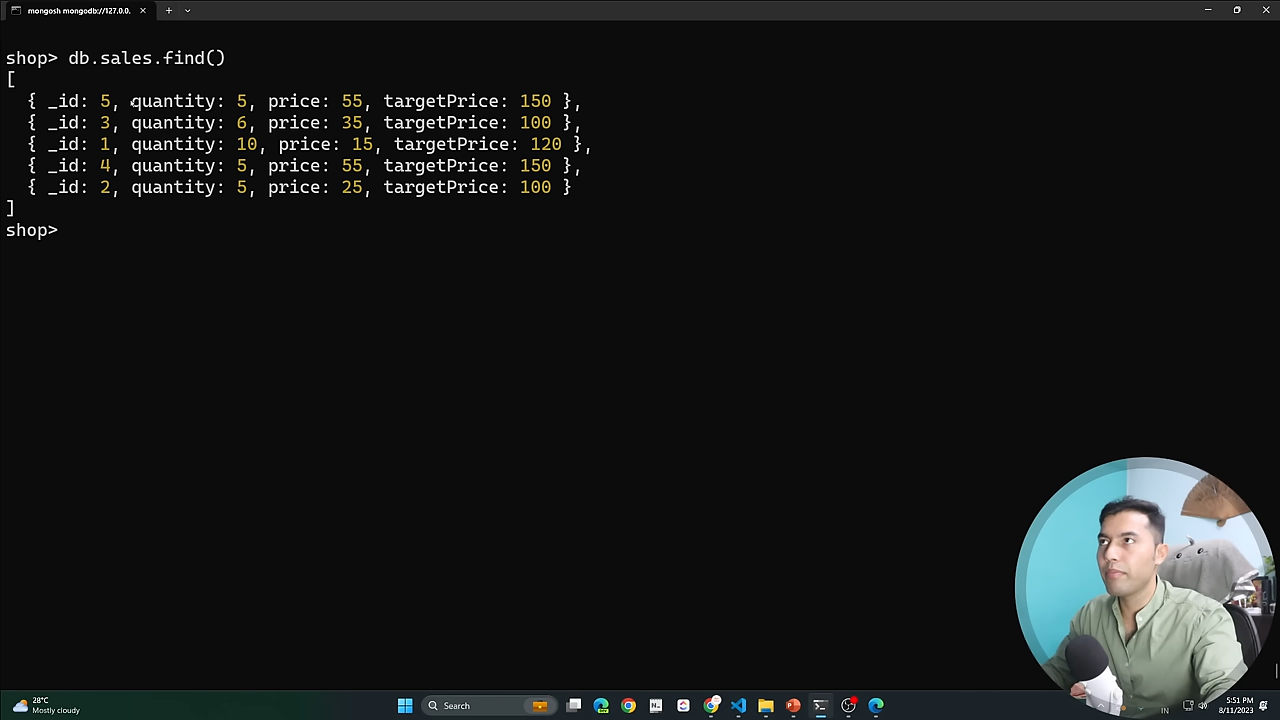 mongosh mongodb://127.0.0.
shop> db.sales.find()
[
  { _id: 5, quantity: 5, price: 55, targetPrice: 150 },
  { _id: 3, quantity: 6, price: 35, targetPrice: 100 },
  { _id: 1, quantity: 10, price: 15, targetPrice: 120 },
  { _id: 4, quantity: 5, price: 55, targetPrice: 150 },
  { _id: 2, quantity: 5, price: 25, targetPrice: 100 }
]
shop>
28°C
Mostly cloudy
Search
IN
5:51 PM
8/11/2023